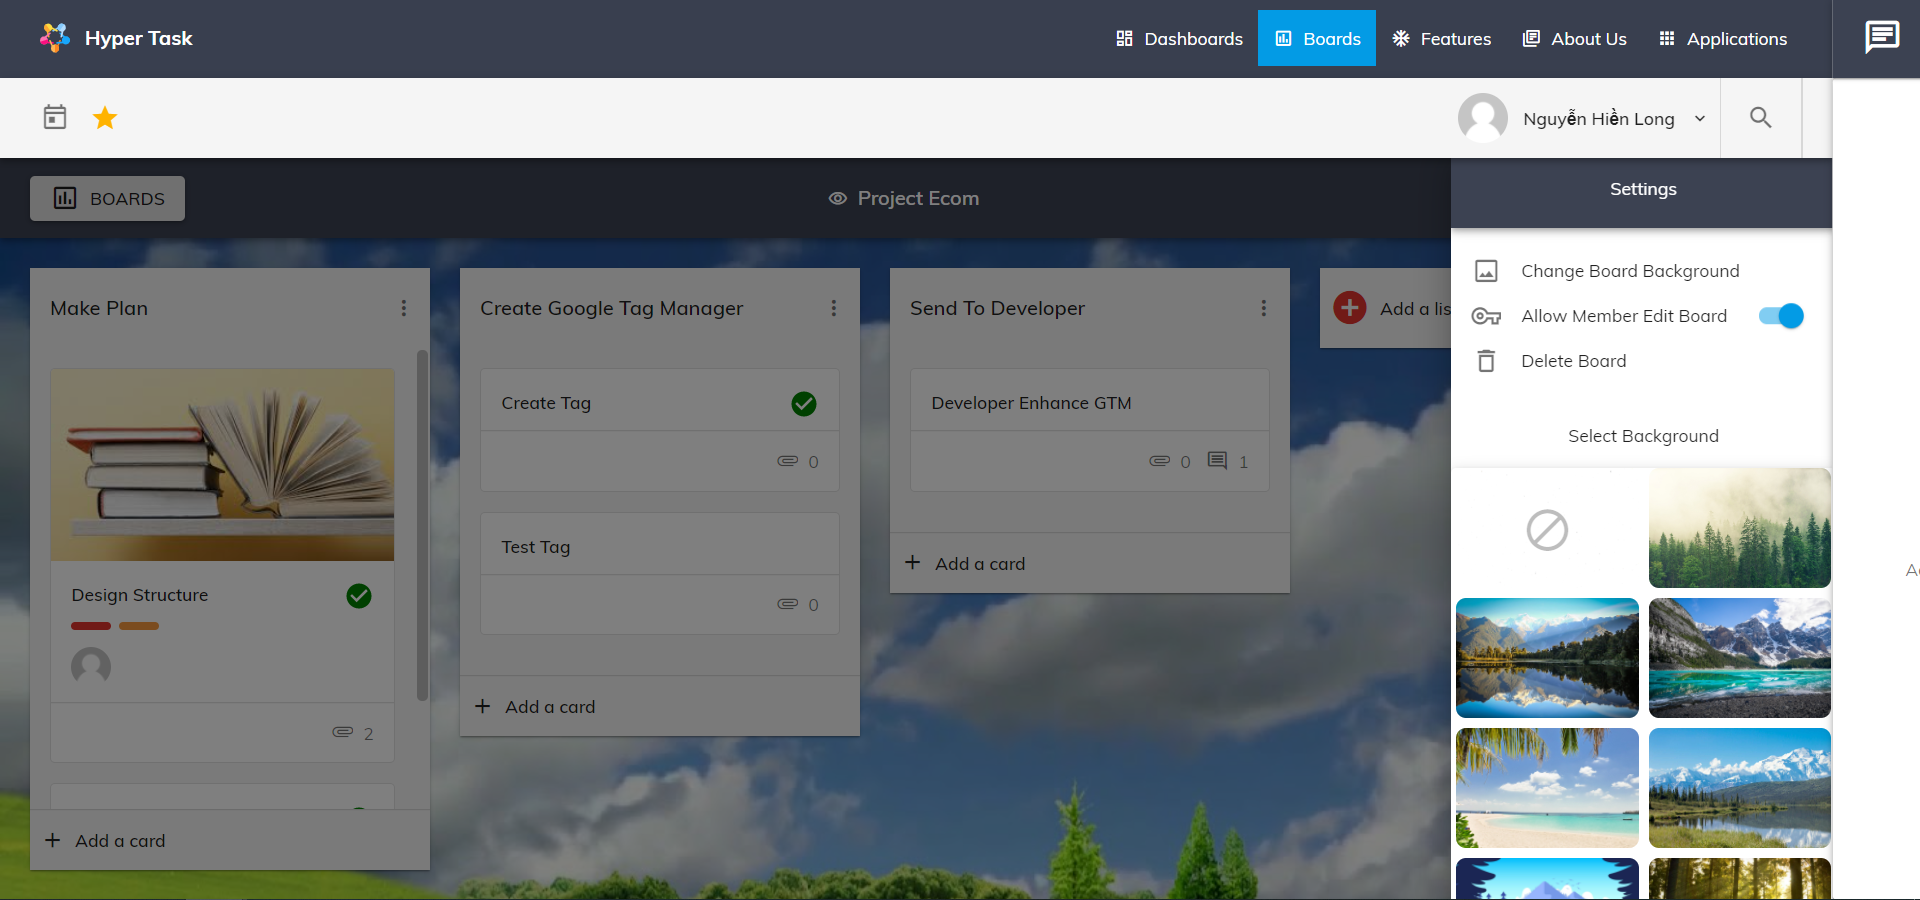 Hyper Task
Dashboards
Boards
Features
About Us
Applications
Nguyễn Hiền Long
BOARDS
Project Ecom
Settings
Make Plan
Create Google Tag Manager
Send To Developer
Add a lis
Change Board Background
Allow Member Edit Board
Delete Board
Select Background
Create Tag
0
Test Tag
0
Add a card
Developer Enhance GTM
0
1
Add a card
Design Structure
2
Add a card